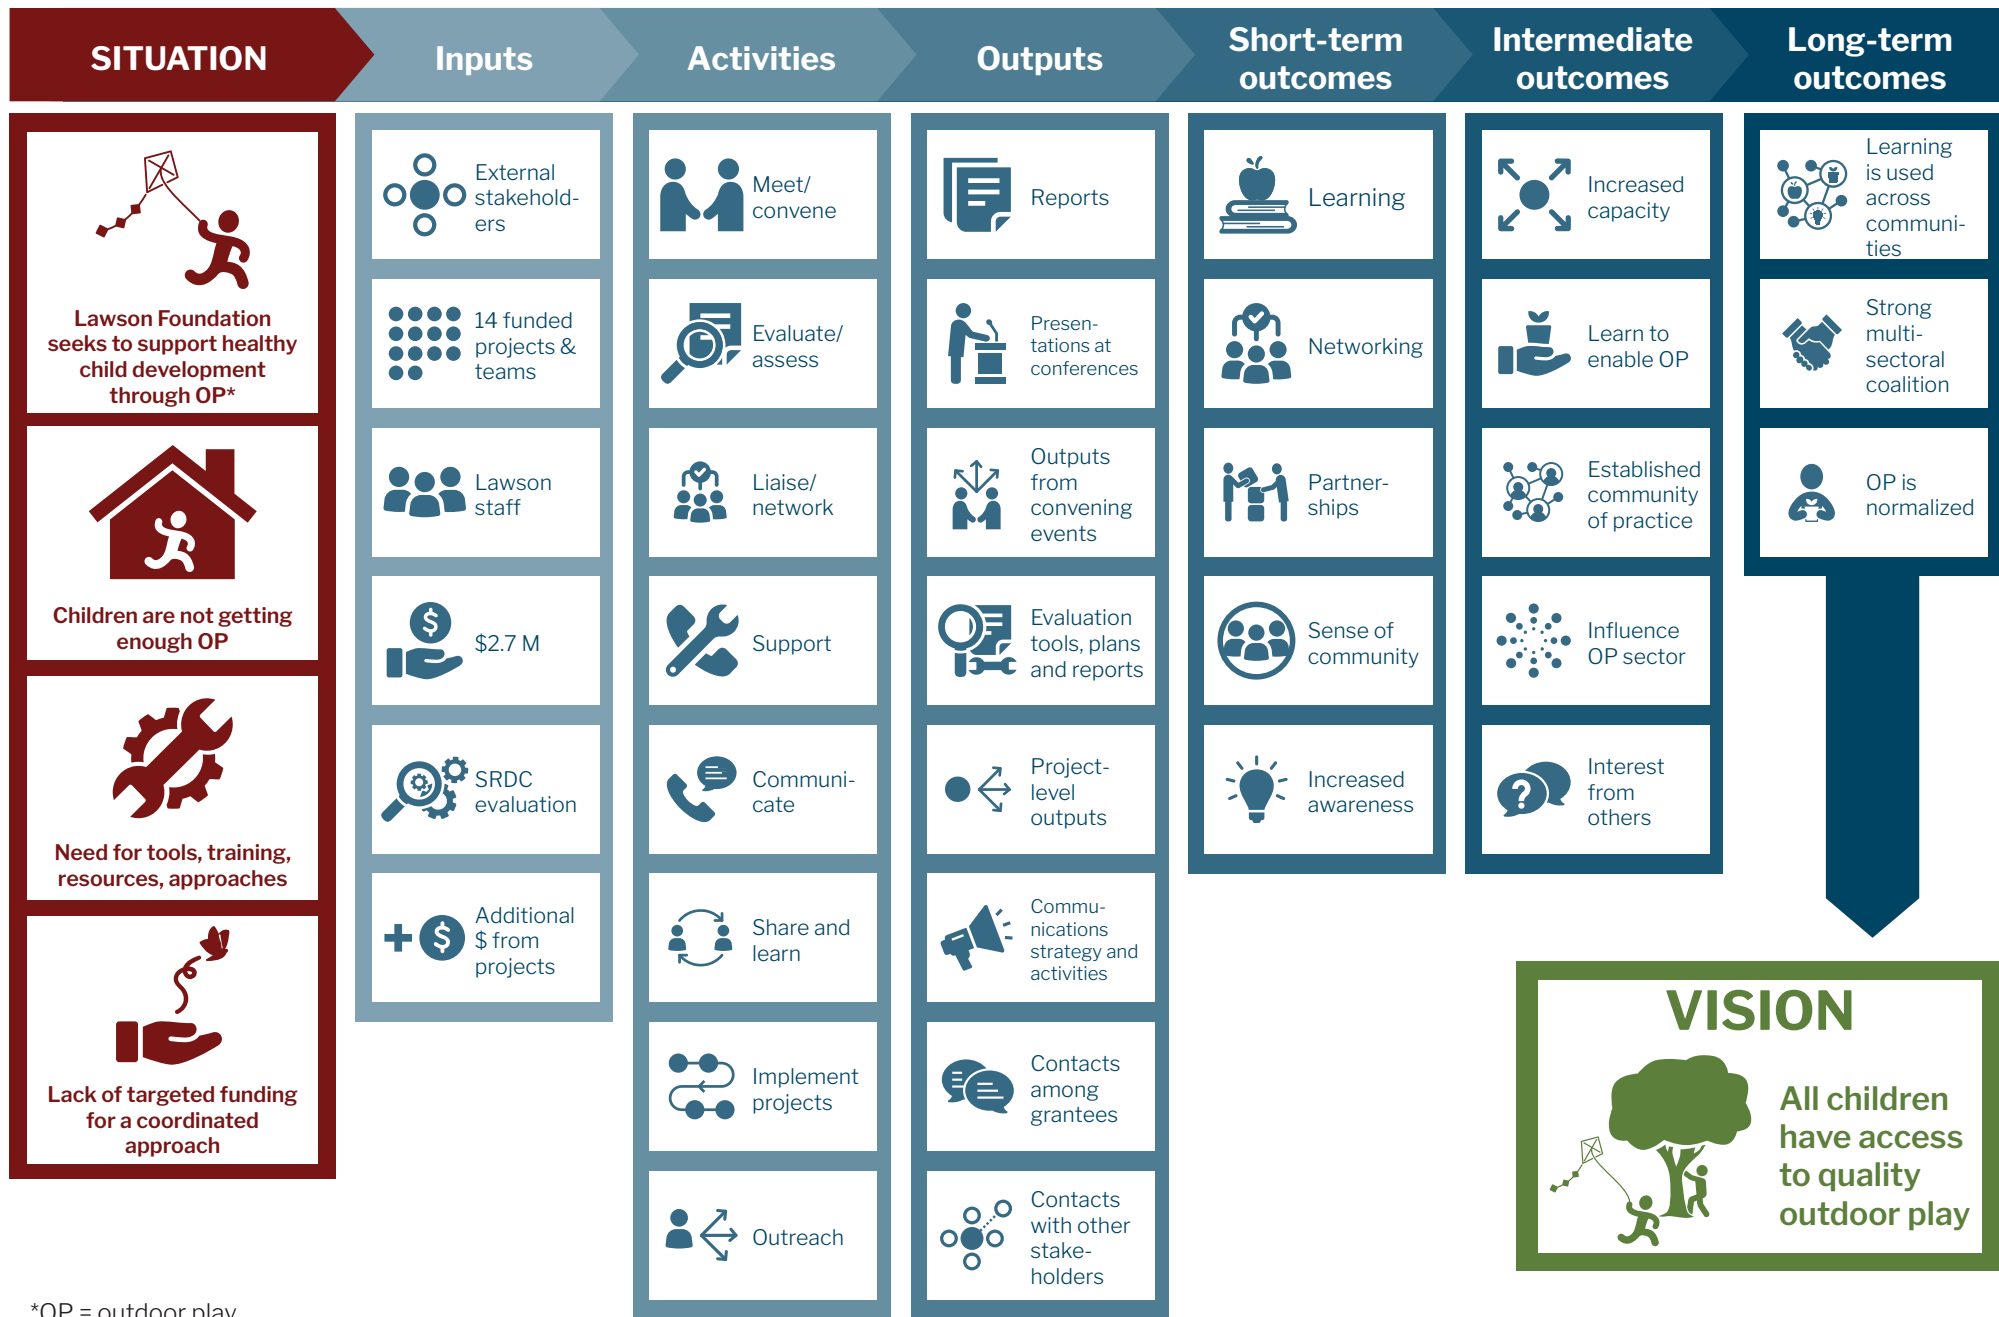 SITUATION
Inputs
Activities
Outputs
Short-term
outcomes
Intermediate
outcomes
Long-term
outcomes
Lawson Foundation
seeks to support healthy
child development
through OP*
Children are not getting
enough OP
Need for tools, training,
resources, approaches
Lack of targeted funding
for a coordinated
approach
External
stakehold-
ers
14 funded
projects &
teams
Lawson
staff
$
$2.7 M
SRDC
evaluation
+ $
Additional
$ from
projects
Meet/
convene
Evaluate/
assess
Liaise/
network
Support
Communi-
cate
Share and
learn
Implement
projects
Outreach
Reports
Presen-
tations at
conferences
Outputs
from
convening
events
Evaluation
tools, plans
and reports
Project-
level
outputs
Commu-
nications
strategy and
activities
Contacts
among
grantees
Contacts
with other
stake-
holders
Learning
Networking
Partner-
ships
Sense of
community
Increased
awareness
Increased
capacity
Learn to
enable OP
Established
community
of practice
Influence
OP sector
?
Interest
from
others
Learning
is used
across
communi-
ties
Strong
multi-
sectoral
coalition
OP is
normalized
VISION
All children
have access
to quality
outdoor play
*OP = outdoor play